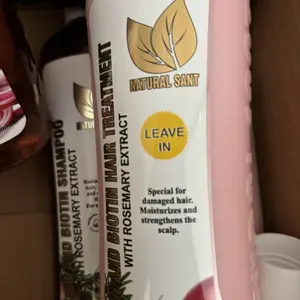 NATURAL SANT
LEAVE
IN
Special for
damaged hair.
Moisturizes and
strengthens the
scalp.
BIOTIN HAIR TREATMENT
WITH ROSEMARY EXTRACT
BIOTIN SHAMPOO
WITH ROSEMARY EXTRACT